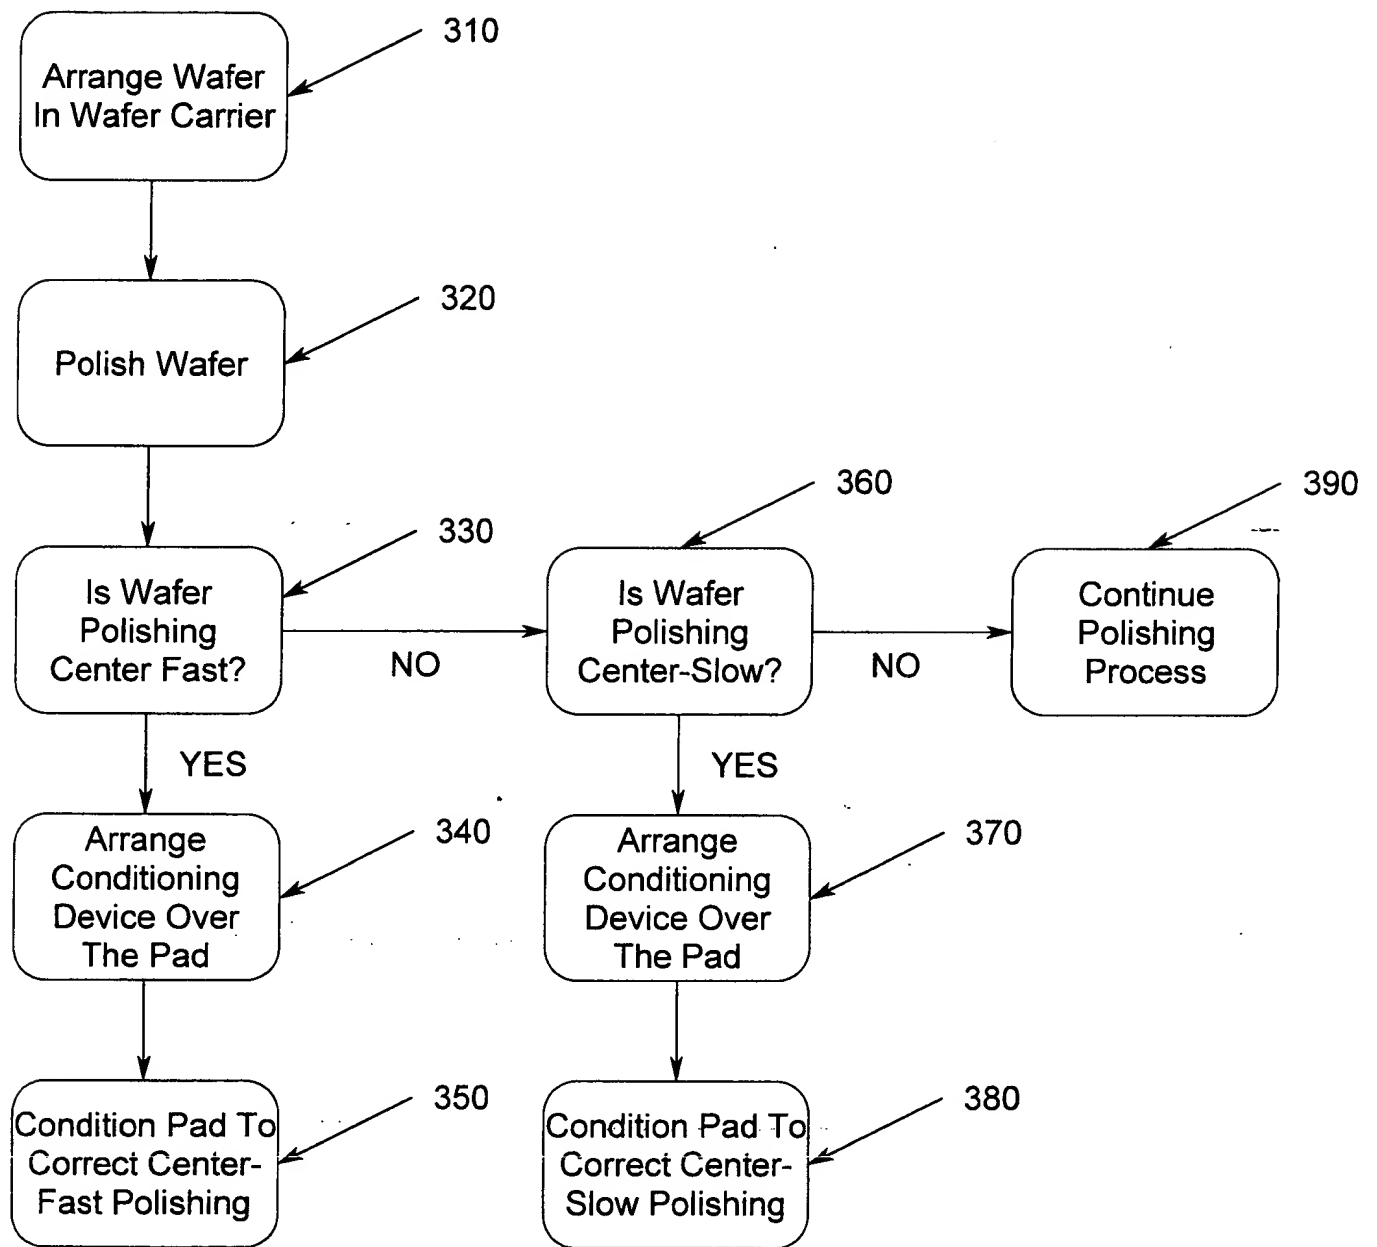 310
Arrange Wafer
In Wafer Carrier
320
Polish Wafer
330
Is Wafer
Polishing
Center Fast?
NO
360
Is Wafer
Polishing
Center-Slow?
NO
390
Continue
Polishing
Process
YES
YES
340
Arrange
Conditioning
Device Over
The Pad
370
Arrange
Conditioning
Device Over
The Pad
350
Condition Pad To
Correct Center-
Fast Polishing
380
Condition Pad To
Correct Center-
Slow Polishing